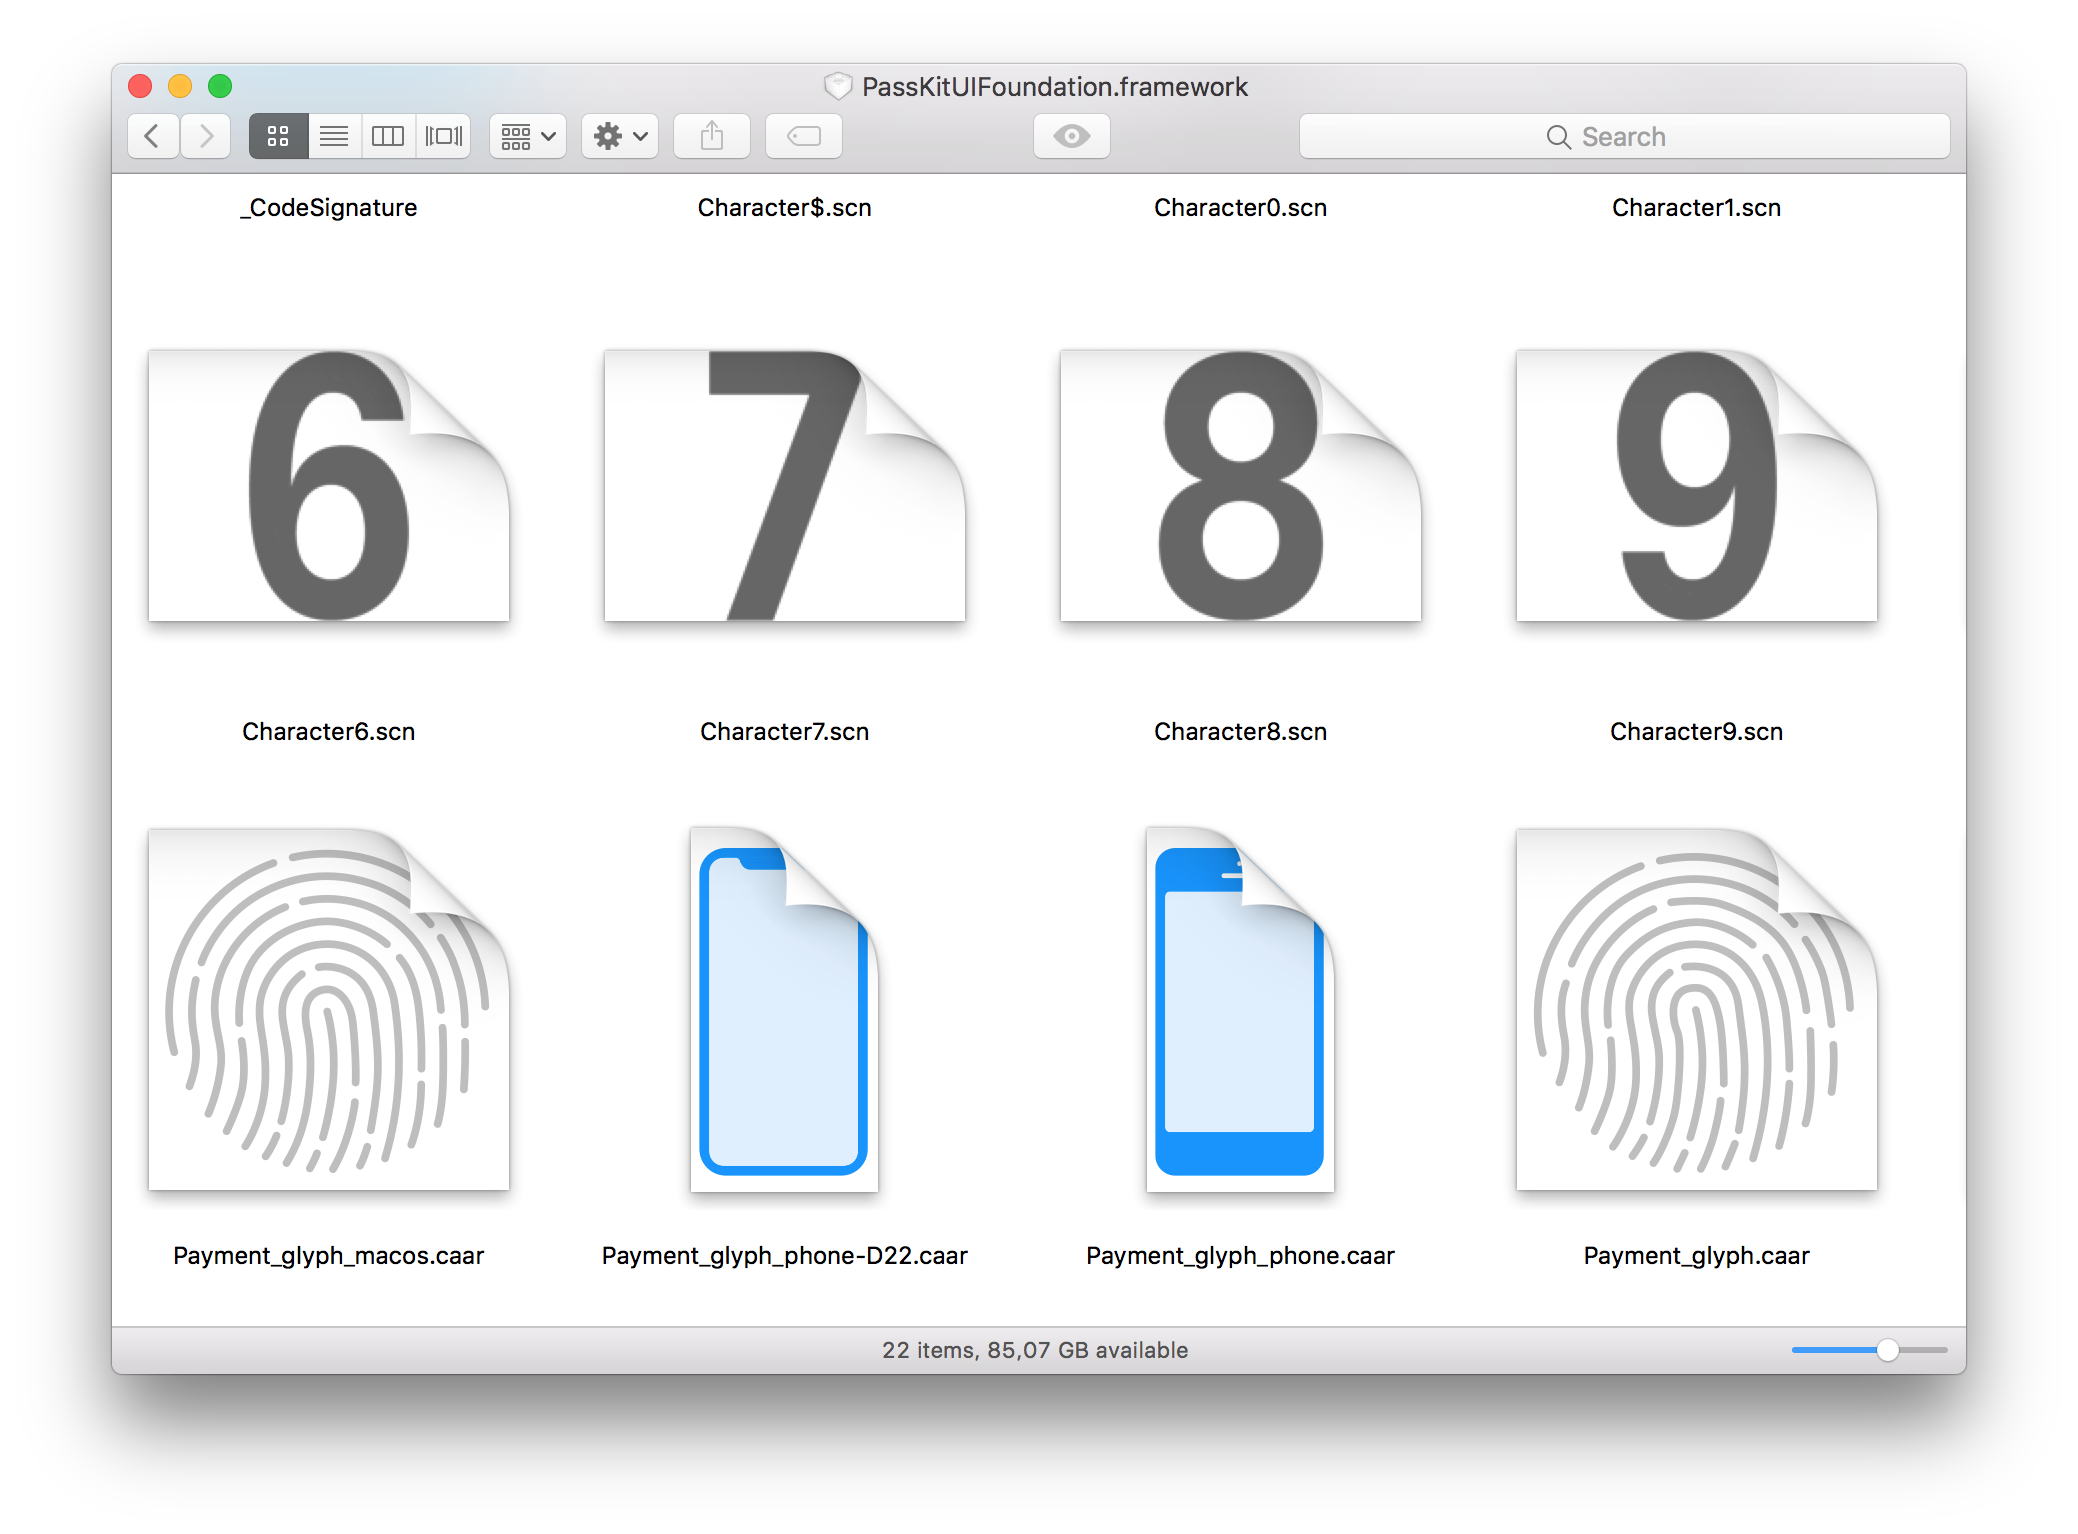 PassKitUIFoundation.framework
Search
_CodeSignature Character$.scn Character0.scn Character1.scn
6 7 8 9
Character6.scn Character7.scn Character8.scn Character9.scn
Payment_glyph_macos.caar Payment_glyph_phone-D22.caar Payment_glyph_phone.caar Payment_glyph.caar
22 items, 85,07 GB available